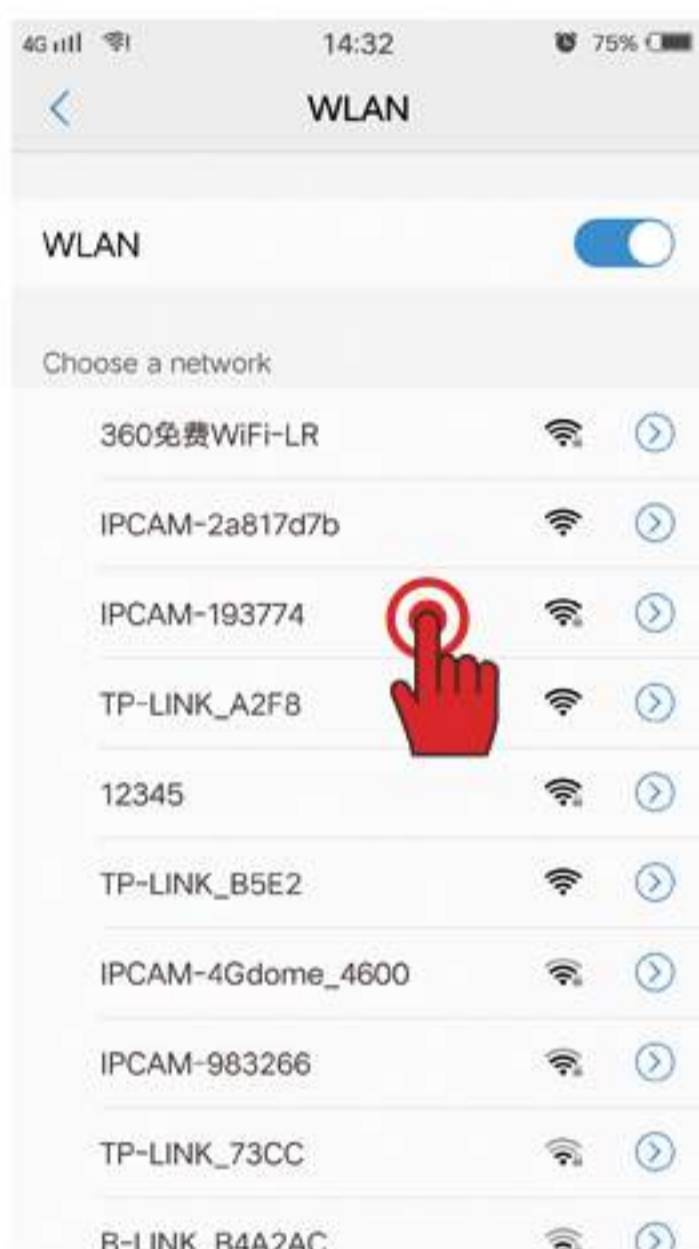 4G 14:32 75%
WLAN
WLAN
Choose a network
360免费WiFi-LR
IPCAM-2a817d7b
IPCAM-193774
TP-LINK_A2F8
12345
TP-LINK_B5E2
IPCAM-4Gdome_4600
IPCAM-983266
TP-LINK_73CC
B-LINK_B4A2AC